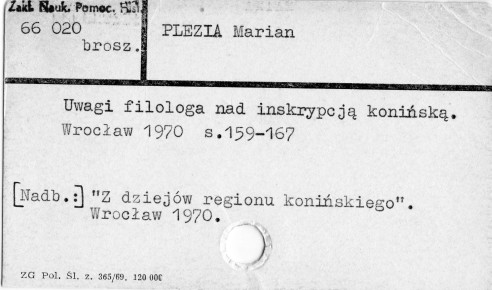 Zakł. Nauk. Pomoc. Hist.
66 020
brosz.
PLEZIA Marian
Uwagi filologa nad inskrypcją konińską.
Wrocław 1970 s.159-167
[Nadb.:] "Z dziejów regionu konińskiego".
Wrocław 1970.
ZG Pol. Śl. z. 365/69. 120 000